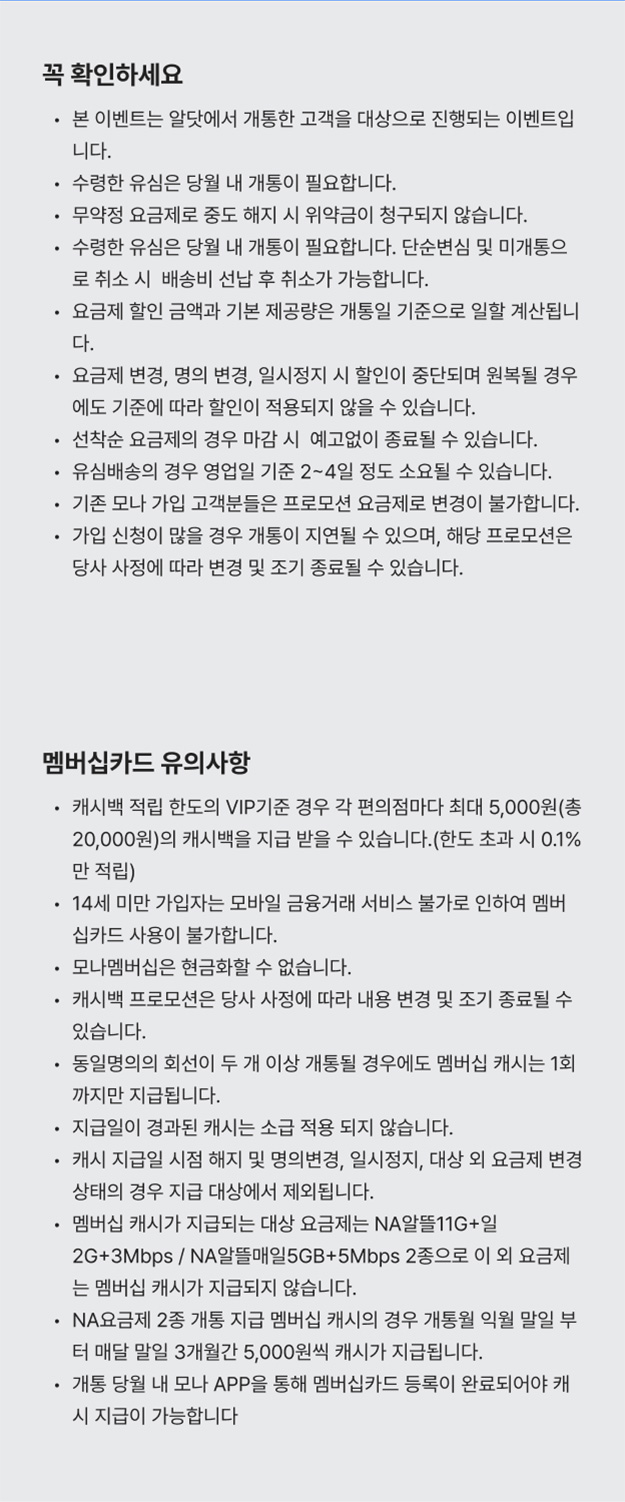 꼭 확인하세요
• 본 이벤트는 알닷에서 개통한 고객을 대상으로 진행되는 이벤트입
니다.
• 수령한 유심은 당월 내 개통이 필요합니다.
• 무약정 요금제로 중도 해지 시 위약금이 청구되지 않습니다.
• 수령한 유심은 당월 내 개통이 필요합니다. 단순변심 및 미개통으
로 취소 시  배송비 선납 후 취소가 가능합니다.
• 요금제 할인 금액과 기본 제공량은 개통일 기준으로 일할 계산됩니
다.
• 요금제 변경, 명의 변경, 일시정지 시 할인이 중단되며 원복될 경우
에도 기준에 따라 할인이 적용되지 않을 수 있습니다.
• 선착순 요금제의 경우 마감 시  예고없이 종료될 수 있습니다.
• 유심배송의 경우 영업일 기준 2~4일 정도 소요될 수 있습니다.
• 기존 모나 가입 고객분들은 프로모션 요금제로 변경이 불가합니다.
• 가입 신청이 많을 경우 개통이 지연될 수 있으며, 해당 프로모션은
당사 사정에 따라 변경 및 조기 종료될 수 있습니다.
멤버십카드 유의사항
• 캐시백 적립 한도의 VIP기준 경우 각 편의점마다 최대 5,000원(총
20,000원)의 캐시백을 지급 받을 수 있습니다.(한도 초과 시 0.1%
만 적립)
• 14세 미만 가입자는 모바일 금융거래 서비스 불가로 인하여 멤버
십카드 사용이 불가합니다.
• 모나멤버십은 현금화할 수 없습니다.
• 캐시백 프로모션은 당사 사정에 따라 내용 변경 및 조기 종료될 수
있습니다.
• 동일명의의 회선이 두 개 이상 개통될 경우에도 멤버십 캐시는 1회
까지만 지급됩니다.
• 지급일이 경과된 캐시는 소급 적용 되지 않습니다.
• 캐시 지급일 시점 해지 및 명의변경, 일시정지, 대상 외 요금제 변경
상태의 경우 지급 대상에서 제외됩니다.
• 멤버십 캐시가 지급되는 대상 요금제는 NA알뜰11G+일
2G+3Mbps / NA알뜰매일5GB+5Mbps 2종으로 이 외 요금제
는 멤버십 캐시가 지급되지 않습니다.
• NA요금제 2종 개통 지급 멤버십 캐시의 경우 개통월 익월 말일 부
터 매달 말일 3개월간 5,000원씩 캐시가 지급됩니다.
• 개통 당월 내 모나 APP을 통해 멤버십카드 등록이 완료되어야 캐
시 지급이 가능합니다